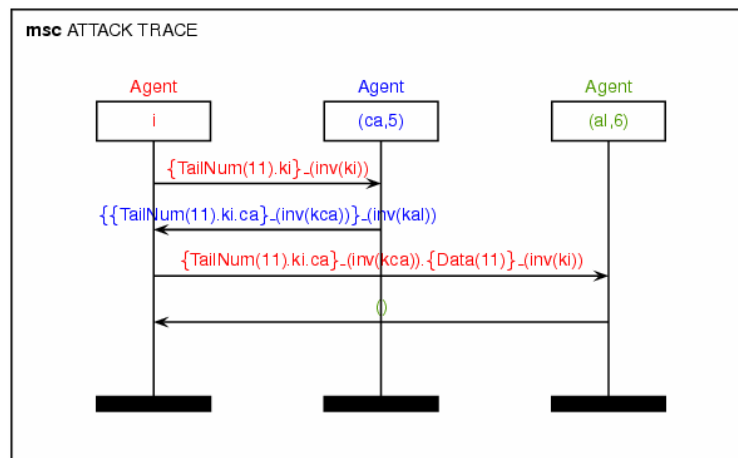 msc ATTACK TRACE
Agent Agent Agent
i (ca,5) (al,6)
{TailNum(11).ki}_(inv(ki))
{{TailNum(11).ki.ca}_(inv(kca))}_(inv(kal))
{TailNum(11).ki.ca}_(inv(kca)).{Data(11)}_(inv(ki))
()